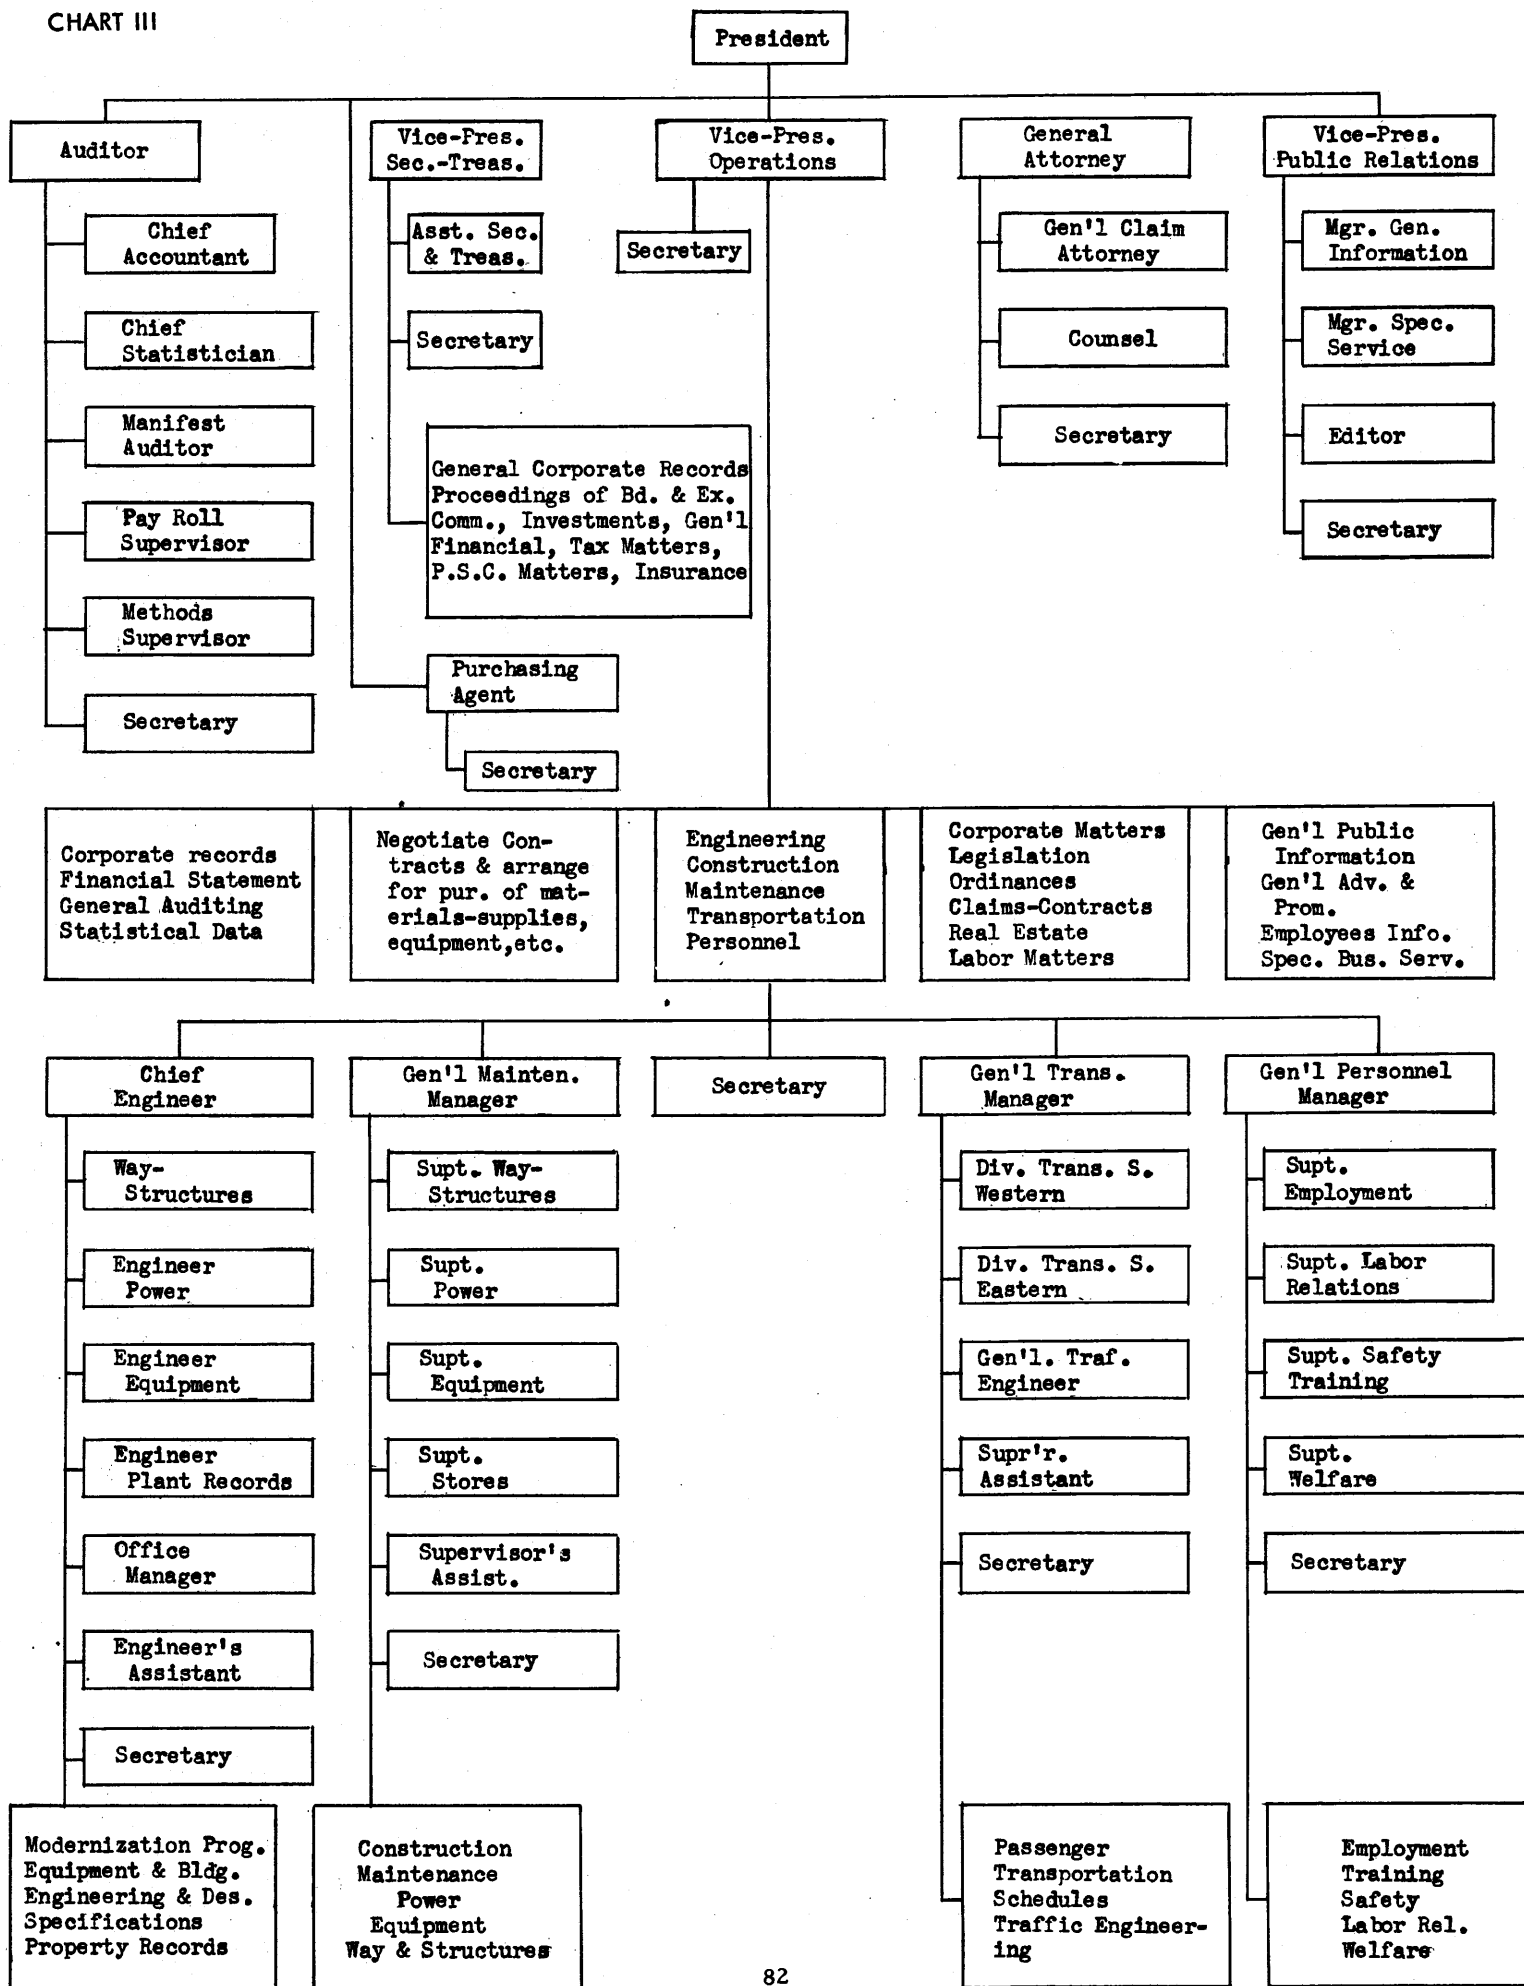 CHART III
President
Auditor
Chief
Accountant
Chief
Statistician
Manifest
Auditor
Pay Roll
Supervisor
Methods
Supervisor
Secretary
Vice-Pres.
Sec.-Treas.
Asst. Sec.
& Treas.
Secretary
General Corporate Records
Proceedings of Bd. & Ex.
Comm., Investments, Gen'l
Financial, Tax Matters,
P.S.C. Matters, Insurance
Purchasing
Agent
Secretary
Vice-Pres.
Operations
Secretary
General
Attorney
Gen'l Claim
Attorney
Counsel
Secretary
Vice-Pres.
Public Relations
Mgr. Gen.
Information
Mgr. Spec.
Service
Editor
Secretary
Corporate records
Financial Statement
General Auditing
Statistical Data
Negotiate Con-
tracts & arrange
for pur. of mat-
erials-supplies,
equipment,etc.
Engineering
Construction
Maintenance
Transportation
Personnel
Corporate Matters
Legislation
Ordinances
Claims-Contracts
Real Estate
Labor Matters
Gen'l Public
Information
Gen'l Adv. &
Prom.
Employees Info.
Spec. Bus. Serv.
Chief
Engineer
Way-
Structures
Engineer
Power
Engineer
Equipment
Engineer
Plant Records
Office
Manager
Engineer's
Assistant
Secretary
Modernization Prog.
Equipment & Bldg.
Engineering & Des.
Specifications
Property Records
Gen'l Mainten.
Manager
Supt. Way-
Structures
Supt.
Power
Supt.
Equipment
Supt.
Stores
Supervisor's
Assist.
Secretary
Construction
Maintenance
Power
Equipment
Way & Structures
Secretary
Gen'l Trans.
Manager
Div. Trans. S.
Western
Div. Trans. S.
Eastern
Gen'l. Traf.
Engineer
Supr'r.
Assistant
Secretary
Passenger
Transportation
Schedules
Traffic Engineer-
ing
Gen'l Personnel
Manager
Supt.
Employment
Supt. Labor
Relations
Supt. Safety
Training
Supt.
Welfare
Secretary
Employment
Training
Safety
Labor Rel.
Welfare
82